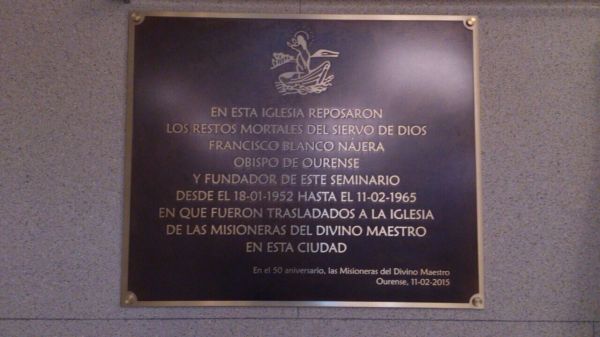 EN ESTA IGLESIA REPOSARON
LOS RESTOS MORTALES DEL SIERVO DE DIOS
FRANCISCO BLANCO NÁJERA
OBISPO DE OURENSE
Y FUNDADOR DE ESTE SEMINARIO
DESDE EL 18-01-1952 HASTA EL 11-02-1965
EN QUE FUERON TRASLADADOS A LA IGLESIA
DE LAS MISIONERAS DEL DIVINO MAESTRO
EN ESTA CIUDAD
En el 50 aniversario, las Misioneras del Divino Maestro
Ourense, 11-02-2015